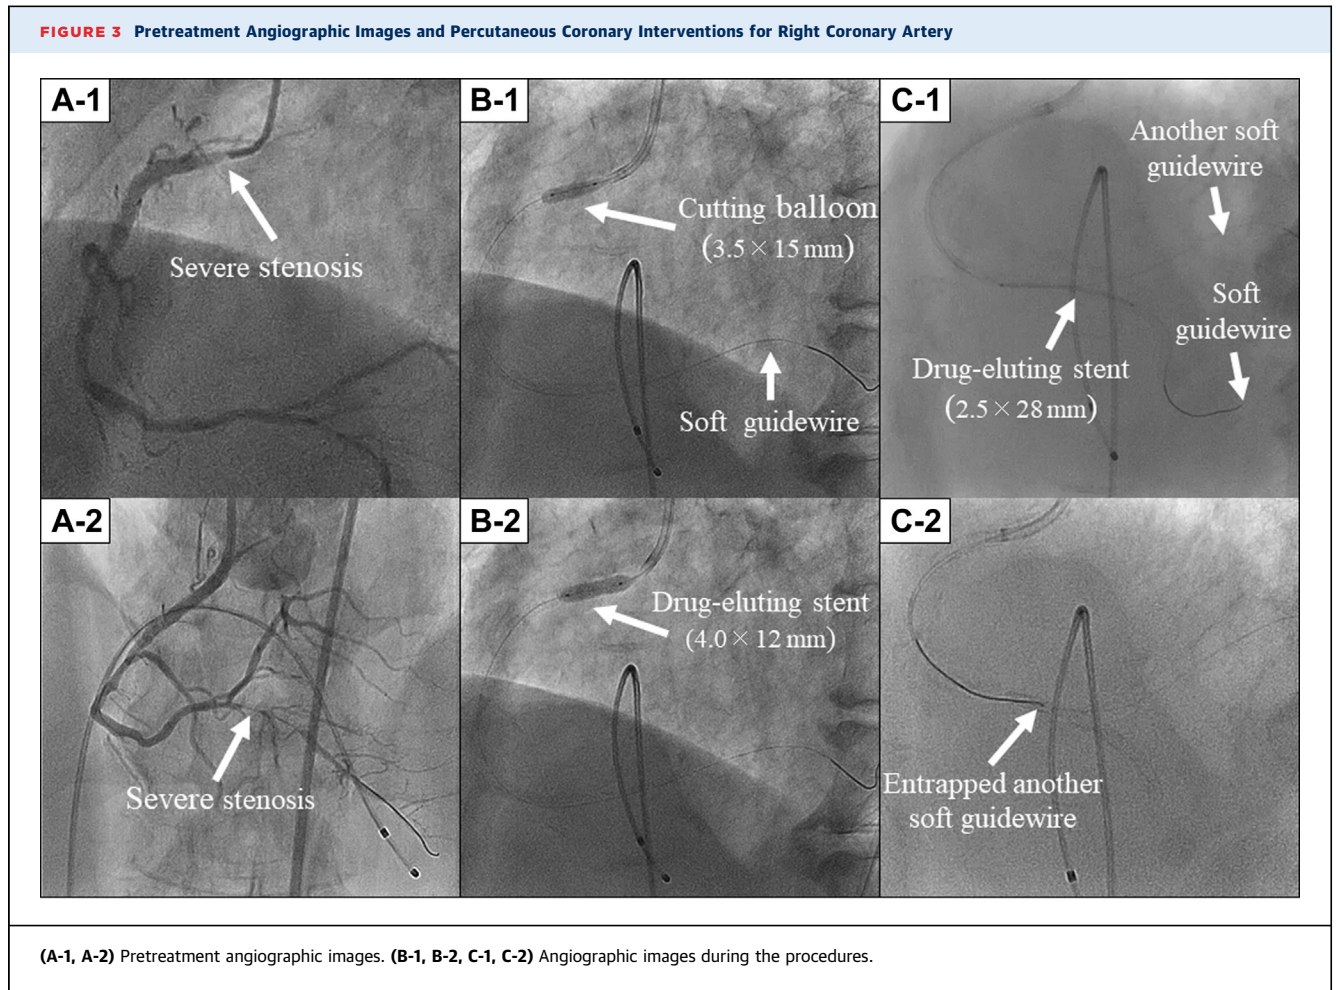 FIGURE 3 Pretreatment Angiographic Images and Percutaneous Coronary Interventions for Right Coronary Artery
A-1
Severe stenosis
B-1
Cutting balloon
(3.5 × 15 mm)
Soft guidewire
C-1
Another soft
guidewire
Soft
guidewire
Drug-eluting stent
(2.5 × 28 mm)
A-2
Severe stenosis
B-2
Drug-eluting stent
(4.0 × 12 mm)
C-2
Entrapped another
soft guidewire
(A-1, A-2) Pretreatment angiographic images. (B-1, B-2, C-1, C-2) Angiographic images during the procedures.